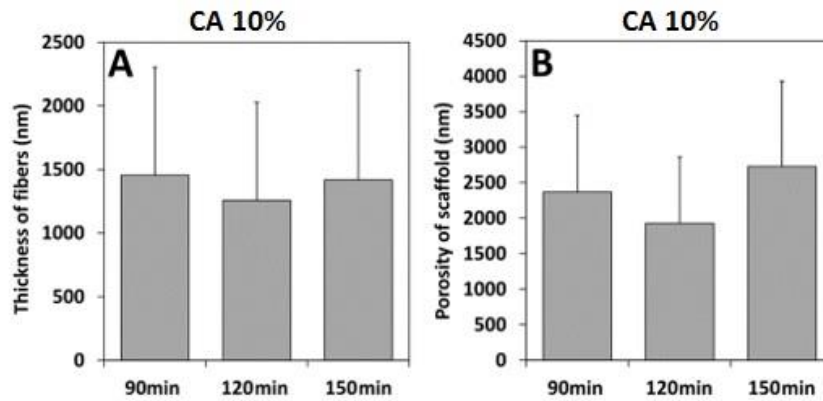 CA 10%
A
Thickness of fibers (nm)
2500
2000
1500
1000
500
0
90min 120min 150min
CA 10%
B
Porosity of scaffold (nm)
4500
4000
3500
3000
2500
2000
1500
1000
500
0
90min 120min 150min